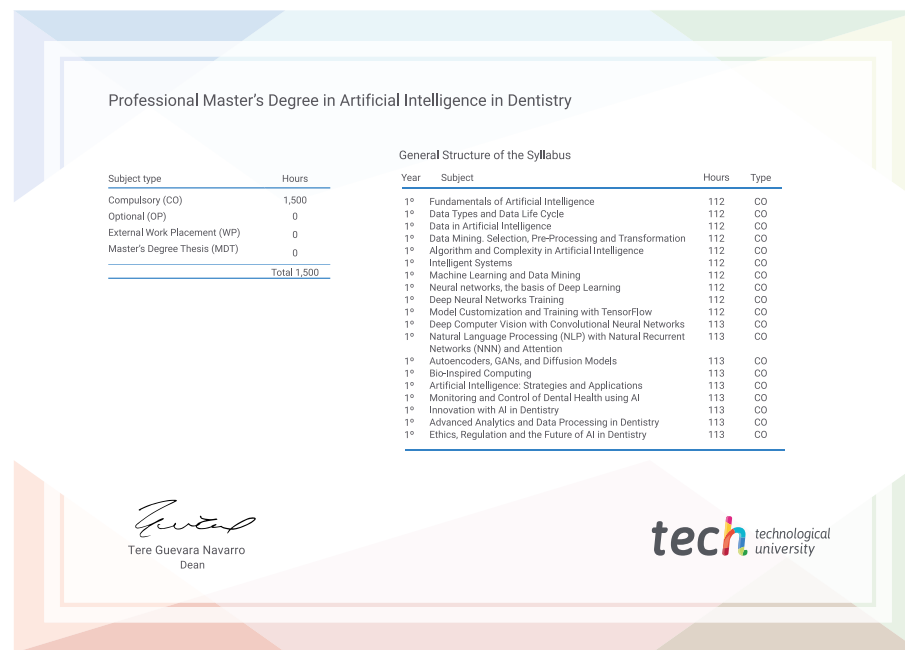 Professional Master's Degree in Artificial Intelligence in Dentistry
Subject type Hours
Compulsory (CO) 1,500
Optional (OP) 0
External Work Placement (WP) 0
Master's Degree Thesis (MDT) 0
Total 1,500
General Structure of the Syllabus
Year Subject Hours Type
1º Fundamentals of Artificial Intelligence 112 CO
1º Data Types and Data Life Cycle 112 CO
1º Data in Artificial Intelligence 112 CO
1º Data Mining. Selection, Pre-Processing and Transformation 112 CO
1º Algorithm and Complexity in Artificial Intelligence 112 CO
1º Intelligent Systems 112 CO
1º Machine Learning and Data Mining 112 CO
1º Neural networks, the basis of Deep Learning 112 CO
1º Deep Neural Networks Training 112 CO
1º Model Customization and Training with TensorFlow 112 CO
1º Deep Computer Vision with Convolutional Neural Networks 113 CO
1º Natural Language Processing (NLP) with Natural Recurrent 113 CO
Networks (NNN) and Attention
1º Autoencoders, GANs, and Diffusion Models 113 CO
1º Bio-Inspired Computing 113 CO
1º Artificial Intelligence: Strategies and Applications 113 CO
1º Monitoring and Control of Dental Health using AI 113 CO
1º Innovation with AI in Dentistry 113 CO
1º Advanced Analytics and Data Processing in Dentistry 113 CO
1º Ethics, Regulation and the Future of AI in Dentistry 113 CO
Tere Guevara Navarro
Dean
tech technological
university